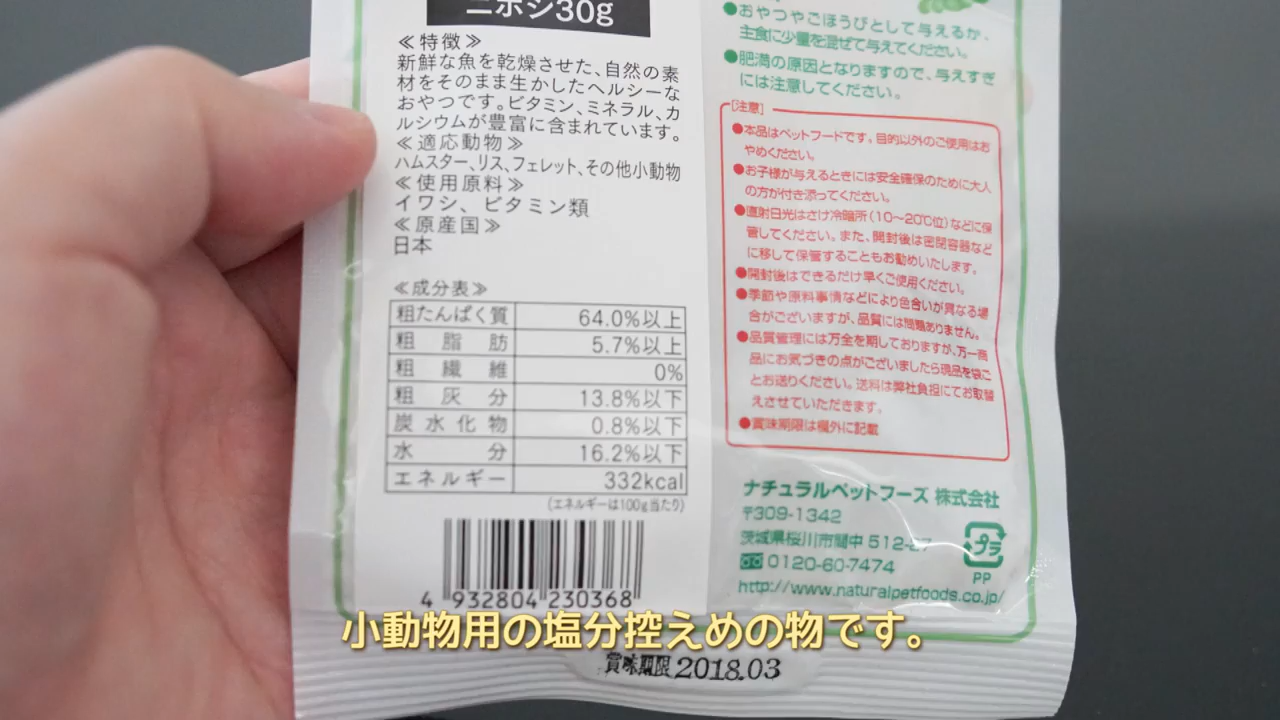 ニボシ30g
≪特徴≫
新鮮な魚を乾燥させた、自然の素
材をそのまま生かしたヘルシーな
おやつです。ビタミン、ミネラル、カ
ルシウムが豊富に含まれています。
≪適応動物≫
ハムスター、リス、フェレット、その他小動物
≪使用原料≫
イワシ、ビタミン類
≪原産国≫
日本
≪成分表≫
粗たんぱく質 64.0%以上
粗脂肪 5.7%以上
粗繊維 0%
粗灰分 13.8%以下
炭水化物 0.8%以下
水分 16.2%以下
エネルギー 332kcal
(エネルギーは100g当たり)
4 932804 230368
●おやつやごほうびとして与えるか、
主食に少量を混ぜて与えてください。
●肥満の原因となりますので、与えすぎ
には注意してください。
[注意]
●本品はペットフードです。目的以外のご使用はお
やめください。
●お子様が与えるときには安全確保のために大人
の方が付き添ってください。
●直射日光はさけ冷暗所(10〜20℃位)などに保
管してください。また、開封後は密閉容器など
に移して保管することもお勧めいたします。
●開封後はできるだけ早くご使用ください。
●季節や原料事情などにより色合いが異なる場
合がございますが、品質には問題ありません。
●品質管理には万全を期しておりますが、万一商
品にお気づきの点がございましたら現品を袋ご
とお送りください。送料は弊社負担にてお取替
えさせていただきます。
●賞味期限は欄外に記載
ナチュラルペットフーズ 株式会社
〒309-1342
茨城県桜川市間中 512-27
0120-60-7474
http://www.naturalpetfoods.co.jp/
プラ
PP
小動物用の塩分控えめの物です。
賞味期限 2018.03